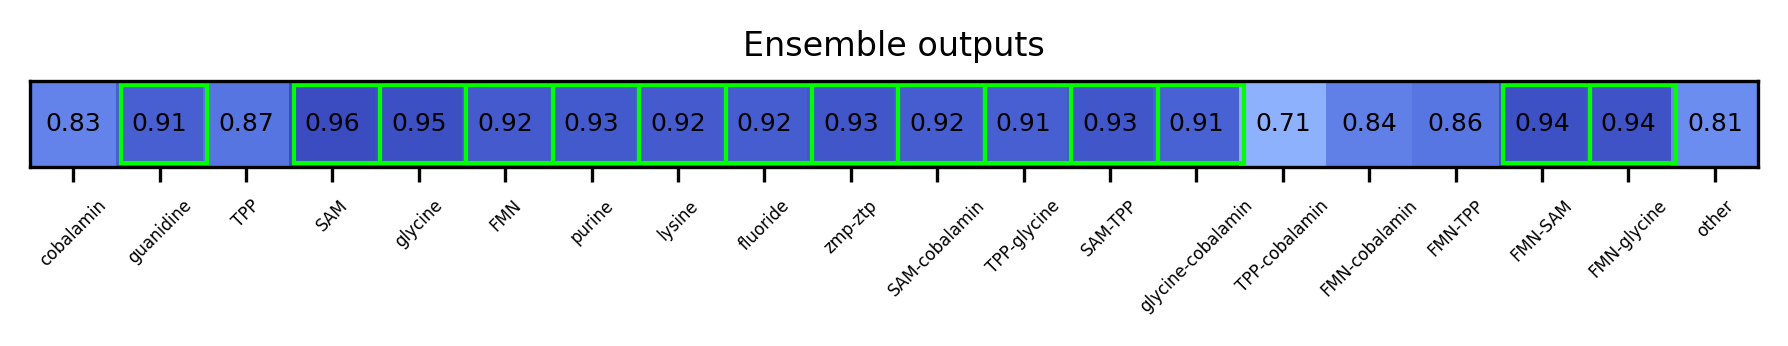 Ensemble outputs
0.83 0.91 0.87 0.96 0.95 0.92 0.93 0.92 0.92 0.93 0.92 0.91 0.93 0.91 0.71 0.84 0.86 0.94 0.94 0.81
cobalamin guanidine TPP SAM glycine FMN purine lysine fluoride zmp-ztp SAM-cobalamin TPP-glycine SAM-TPP glycine-cobalamin TPP-cobalamin FMN-cobalamin FMN-TPP FMN-SAM FMN-glycine other